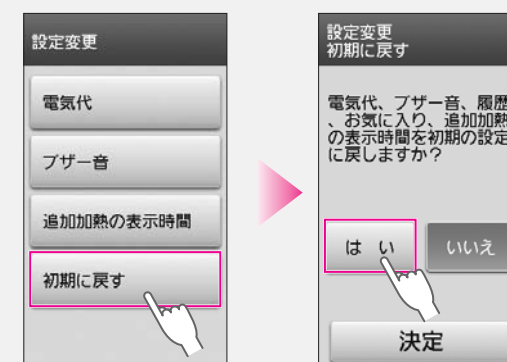 設定変更
電気代
ブザー音
追加加熱の表示時間
初期に戻す
設定変更
初期に戻す
電気代、ブザー音、履歴
、お気に入り、追加加熱
の表示時間を初期の設定
に戻しますか？
はい
いいえ
決定